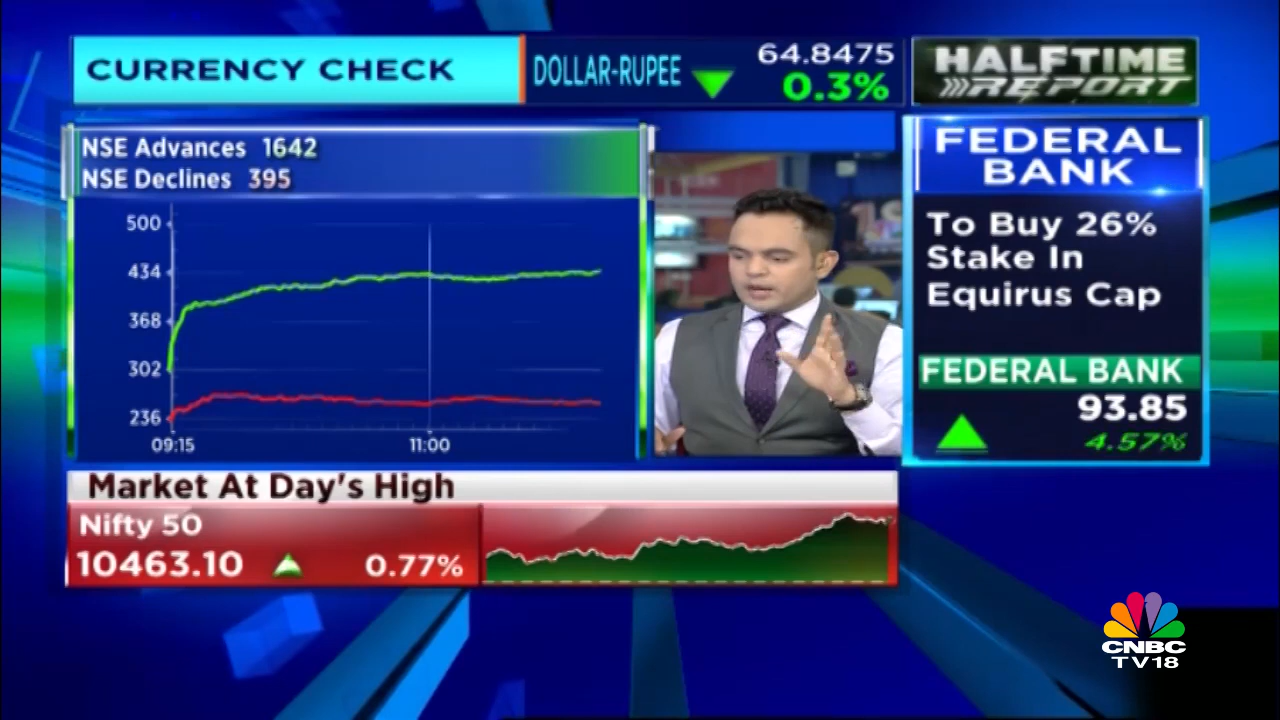 CURRENCY CHECK
DOLLAR-RUPEE
64.8475
0.3%
HALFTIME
REPORT
NSE Advances 1642
NSE Declines 395
500
434
368
302
236
09:15
11:00
FEDERAL
BANK
To Buy 26%
Stake In
Equirus Cap
FEDERAL BANK
93.85
4.57%
Market At Day's High
Nifty 50
10463.10
0.77%
CNBC
TV18